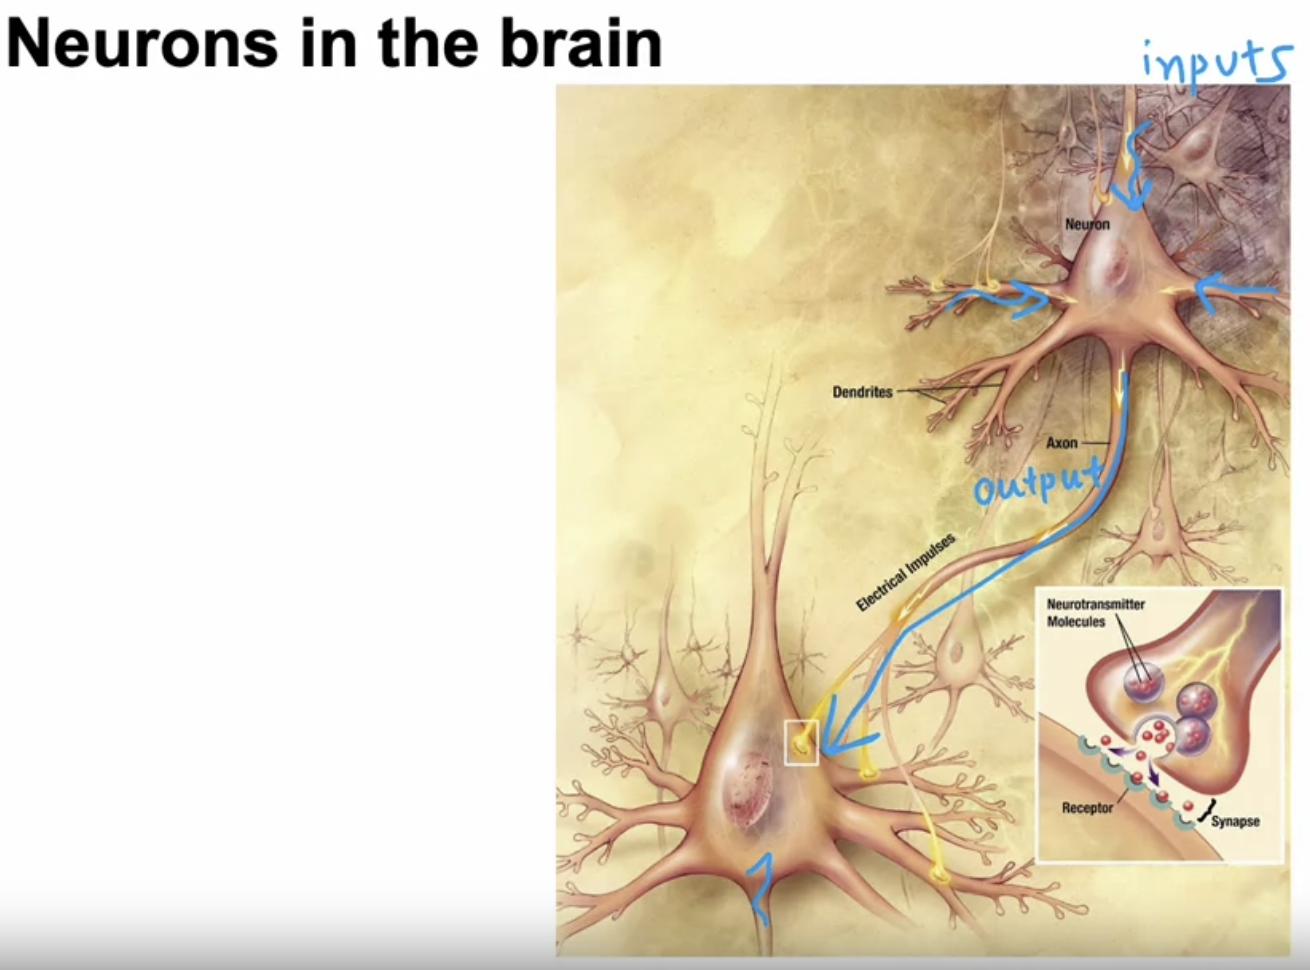 Neurons in the brain
inputs
Neuron
Dendrites
Axon
output
Electrical Impulses
Neurotransmitter
Molecules
Receptor
Synapse